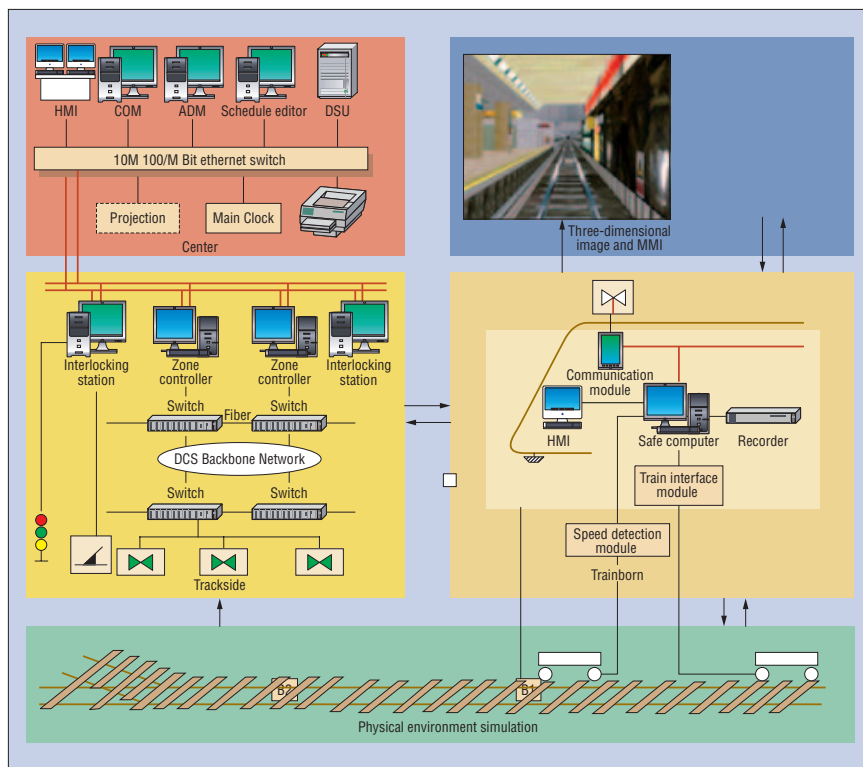 HMI
COM
ADM
Schedule editor
DSU
10M 100/M Bit ethernet switch
Projection
Main Clock
Center
Three-dimensional
image and MMI
Interlocking
station
Zone
controller
Zone
controller
Interlocking
station
Switch
Fiber
Switch
DCS Backbone Network
Switch
Switch
Trackside
Communication
module
HMI
Safe computer
Recorder
Train interface
module
Speed detection
module
Trainborn
B2
B1
Physical environment simulation